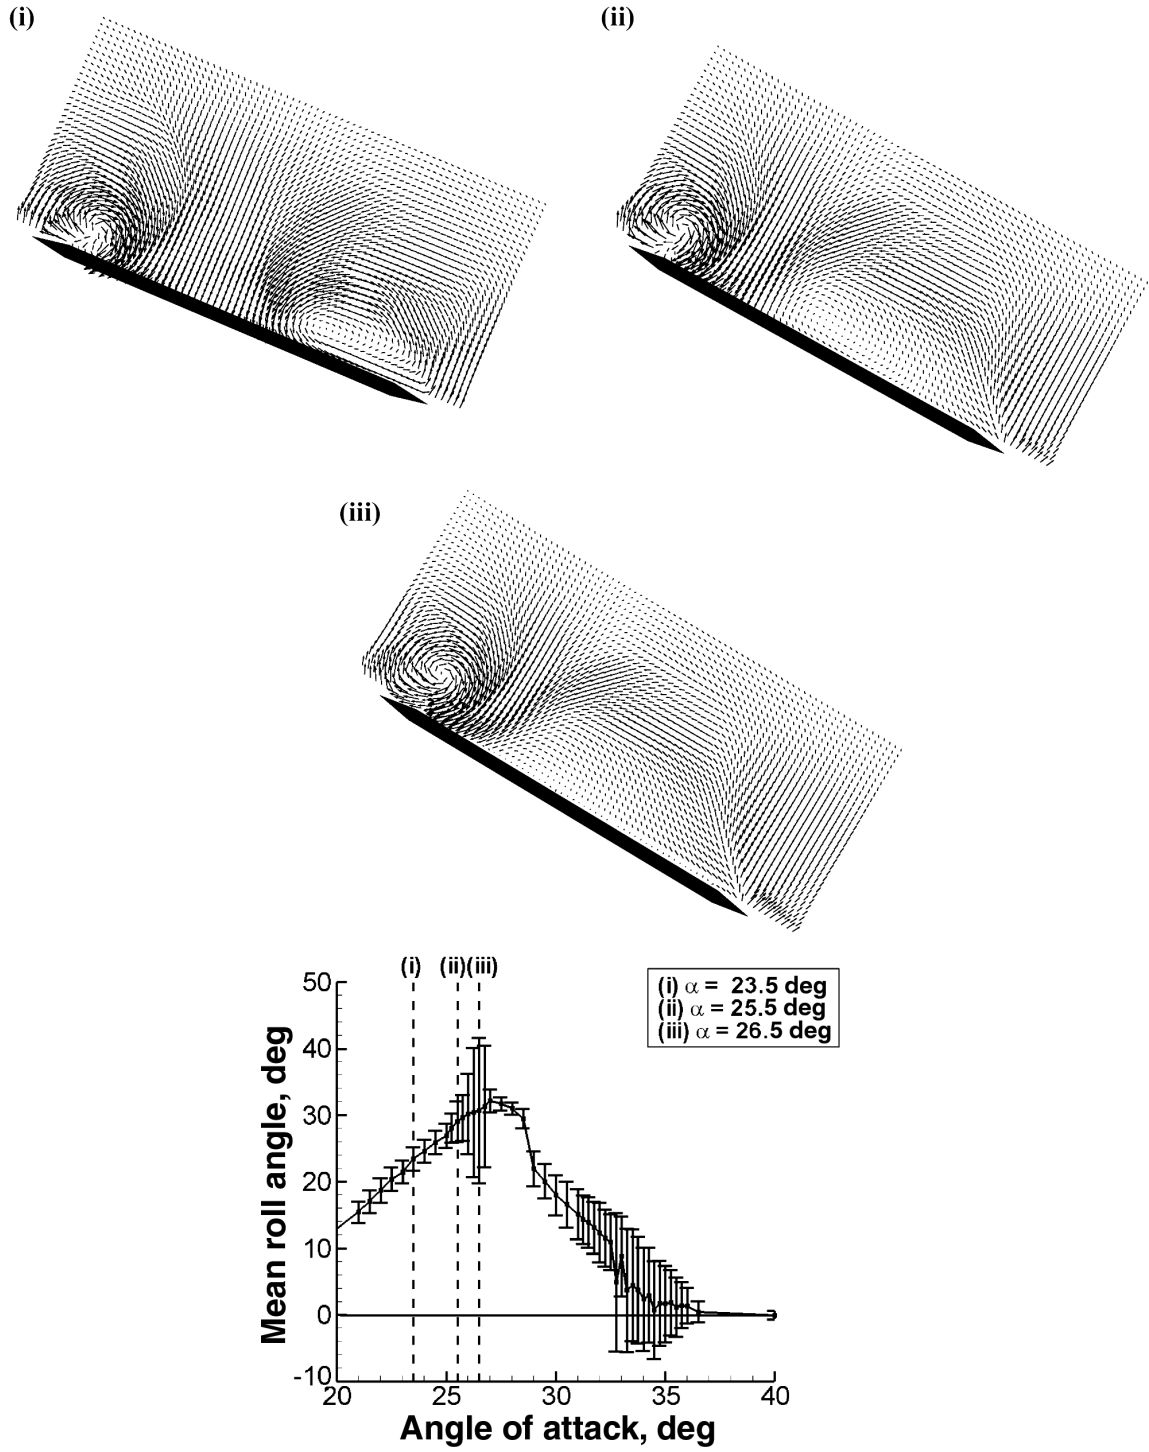 (i)
(ii)
(iii)
(i)
(ii)
(iii)
(i) α = 23.5 deg
(ii) α = 25.5 deg
(iii) α = 26.5 deg
Mean roll angle, deg
50
40
30
20
10
0
-10
20
25
30
35
40
Angle of attack, deg